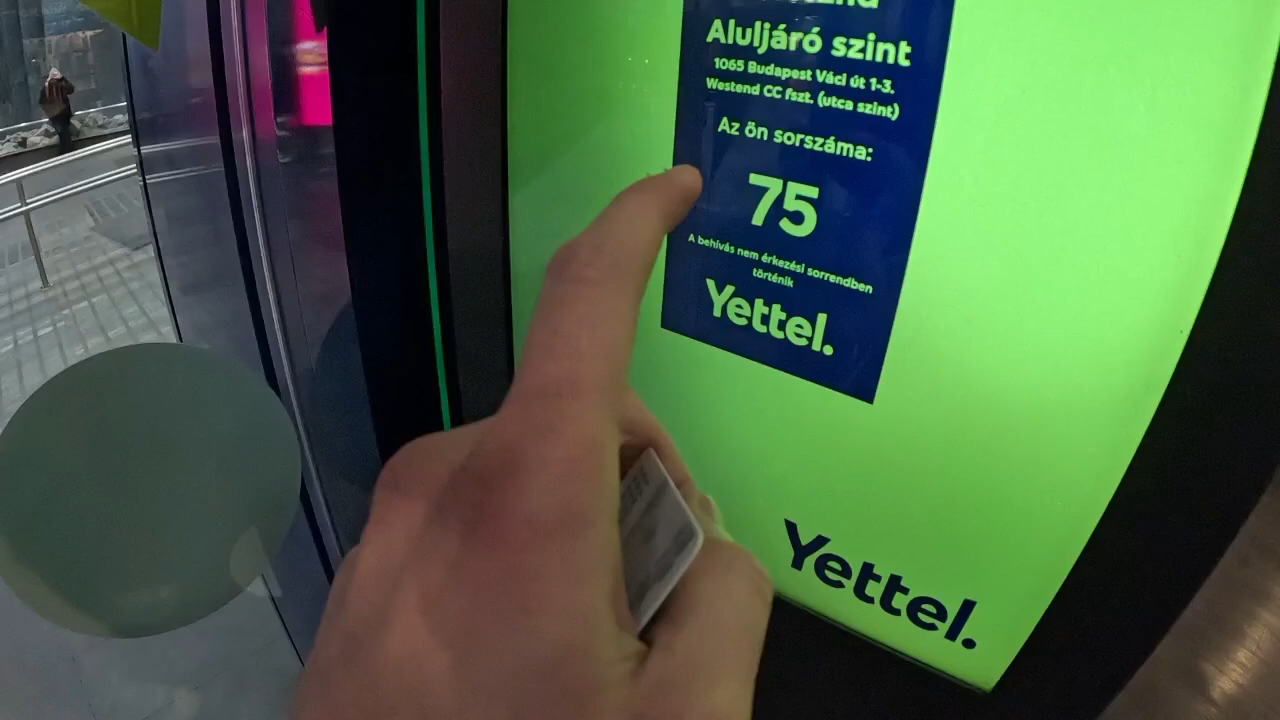 Aluljáró szint
1065 Budapest Váci út 1-3.
Westend CC fszt. (utca szint)
Az ön sorszáma:
75
A behívás nem érkezési sorrendben
történik
Yettel.
Yettel.